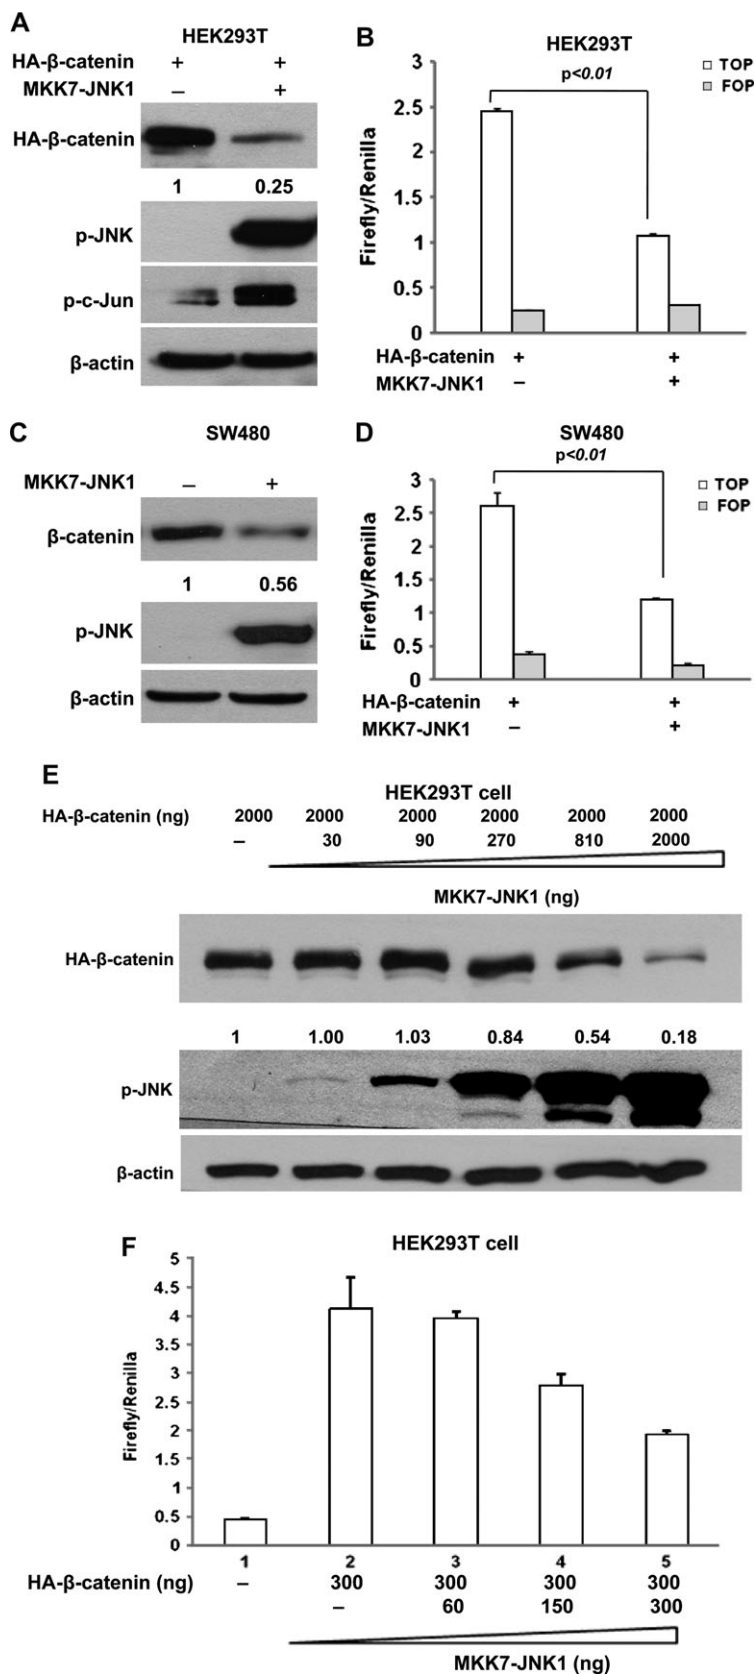 A
HEK293T
HA-β-catenin + +
MKK7-JNK1 – +
HA-β-catenin
1 0.25
p-JNK
p-c-Jun
β-actin
B
HEK293T
p<0.01
TOP
FOP
Firefly/Renilla
3
2.5
2
1.5
1
0.5
0
HA-β-catenin + +
MKK7-JNK1 – +
C
SW480
MKK7-JNK1 – +
β-catenin
1 0.56
p-JNK
β-actin
D
SW480
p<0.01
TOP
FOP
Firefly/Renilla
3
2.5
2
1.5
1
0.5
0
HA-β-catenin + +
MKK7-JNK1 – +
E
HEK293T cell
HA-β-catenin (ng) 2000 2000 2000 2000 2000 2000
– 30 90 270 810 2000
MKK7-JNK1 (ng)
HA-β-catenin
1 1.00 1.03 0.84 0.54 0.18
p-JNK
β-actin
F
HEK293T cell
Firefly/Renilla
5
4.5
4
3.5
3
2.5
2
1.5
1
0.5
0
1 2 3 4 5
HA-β-catenin (ng) – 300 300 300 300
– 60 150 300
MKK7-JNK1 (ng)